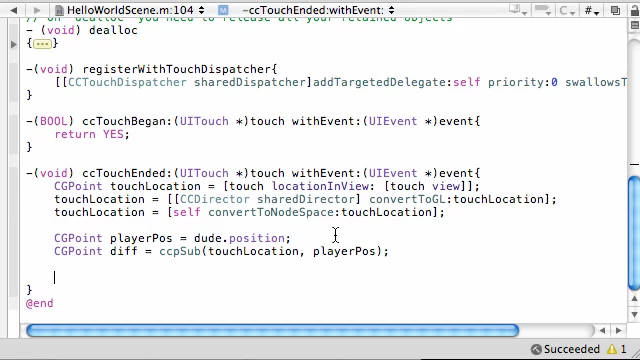 HelloWorldScene.m:104 -ccTouchEnded:withEvent: C #
// on "dealloc" you need to release all your retained objects
- (void) dealloc
{...}
-(void) registerWithTouchDispatcher{
[[CCTouchDispatcher sharedDispatcher]addTargetedDelegate:self priority:0 swallowsT
}
-(BOOL) ccTouchBegan:(UITouch *)touch withEvent:(UIEvent *)event{
return YES;
}
-(void) ccTouchEnded:(UITouch *)touch withEvent:(UIEvent *)event{
CGPoint touchLocation = [touch locationInView: [touch view]];
touchLocation = [[CCDirector sharedDirector] convertToGL:touchLocation];
touchLocation = [self convertToNodeSpace:touchLocation];
CGPoint playerPos = dude.position;
CGPoint diff = ccpSub(touchLocation, playerPos);
}
@end
Succeeded 1